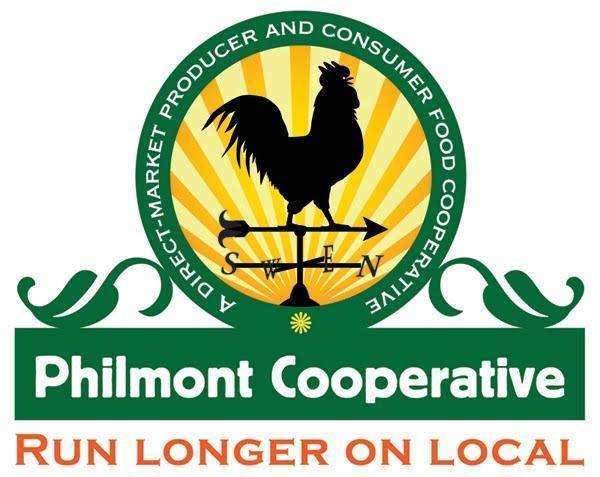 A DIRECT-MARKET PRODUCER AND CONSUMER FOOD COOPERATIVE
S W E N
Philmont Cooperative
RUN LONGER ON LOCAL